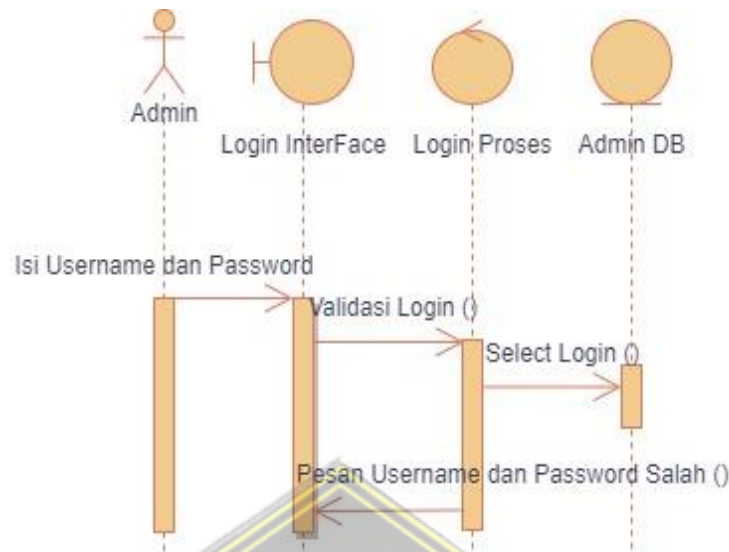 Admin
Login InterFace
Login Proses
Admin DB
Isi Username dan Password
Validasi Login ()
Select Login ()
Pesan Username dan Password Salah ()